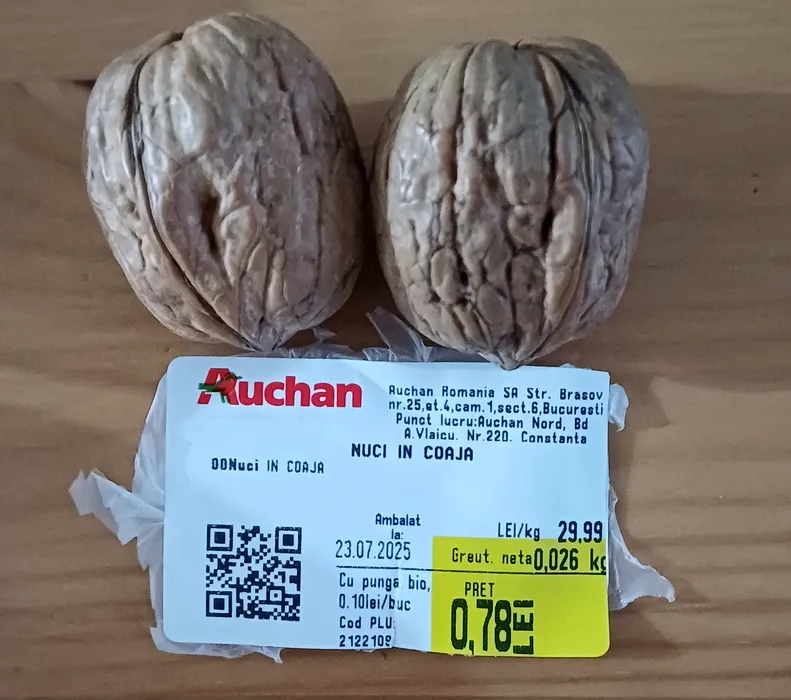 Auchan
Auchan Romania SA Str. Brasov
nr.25,et.4,cam.1,sect.6,Bucuresti
Punct lucru:Auchan Nord, Bd
A.Vlaicu. Nr.220. Constanta
NUCI IN COAJA
DONuci IN COAJA
Ambalat
la:
23.07.2025
LEI/kg 29,99
Greut. neta 0,026 kg
Cu punga bio,
0.10lei/buc
Cod PLU:
2122109
PRET
0,78 LEI